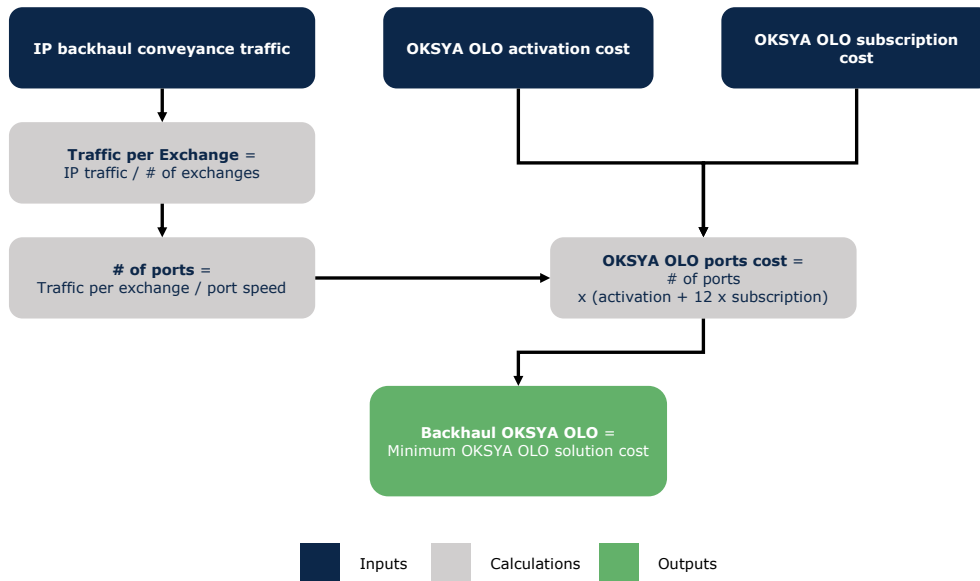 IP backhaul conveyance traffic
OKSYA OLO activation cost
OKSYA OLO subscription
cost
Traffic per Exchange =
IP traffic / # of exchanges
# of ports =
Traffic per exchange / port speed
OKSYA OLO ports cost =
# of ports
x (activation + 12 x subscription)
Backhaul OKSYA OLO =
Minimum OKSYA OLO solution cost
Inputs
Calculations
Outputs